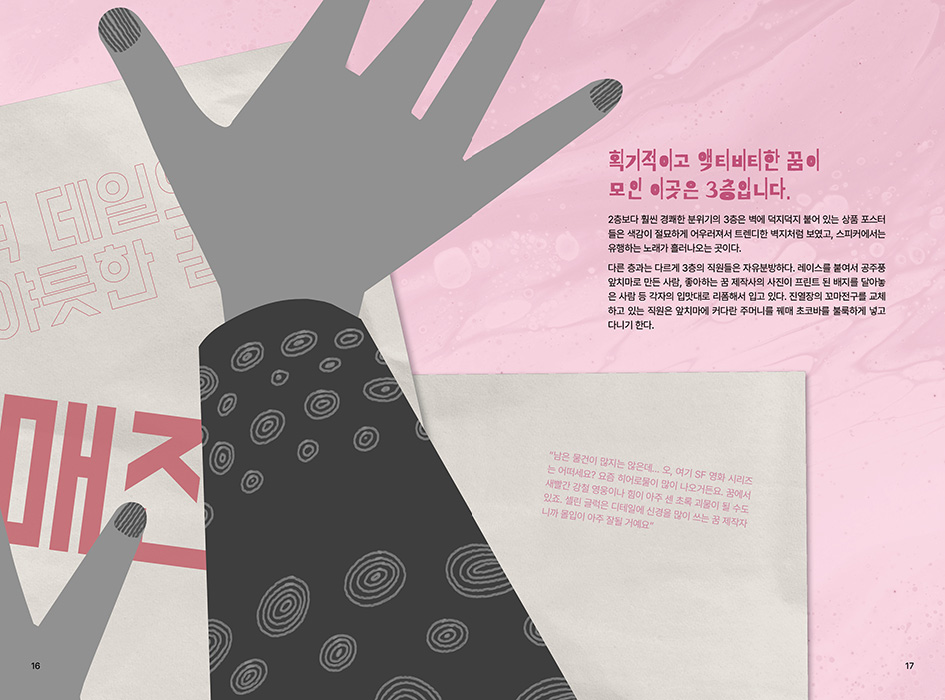 데일
야릇한
매진
획기적이고 액티비티한 꿈이
모인 이곳은 3층입니다.
2층보다 훨씬 경쾌한 분위기의 3층은 벽에 덕지덕지 붙어 있는 상품 포스터
들은 색감이 절묘하게 어우러져서 트렌디한 벽지처럼 보였고, 스피커에서는
유행하는 노래가 흘러나오는 곳이다.
다른 층과는 다르게 3층의 직원들은 자유분방하다. 레이스를 붙여서 공주풍
앞치마로 만든 사람, 좋아하는 꿈 제작사의 사진이 프린트 된 배지를 달아놓
은 사람 등 각자의 입맛대로 리폼해서 입고 있다. 진열장의 꼬마전구를 교체
하고 있는 직원은 앞치마에 커다란 주머니를 꿰매 초코바를 불룩하게 넣고
다니기 한다.
"남은 물건이 많지는 않은데... 오, 여기 SF 영화 시리즈
는 어떠세요? 요즘 히어로물이 많이 나오거든요. 꿈에서
새빨간 강철 영웅이나 힘이 아주 센 초록 괴물이 될 수도
있죠. 셀린 글럭은 디테일에 신경을 많이 쓰는 꿈 제작자
니까 몰입이 아주 잘될 거예요"
16
17